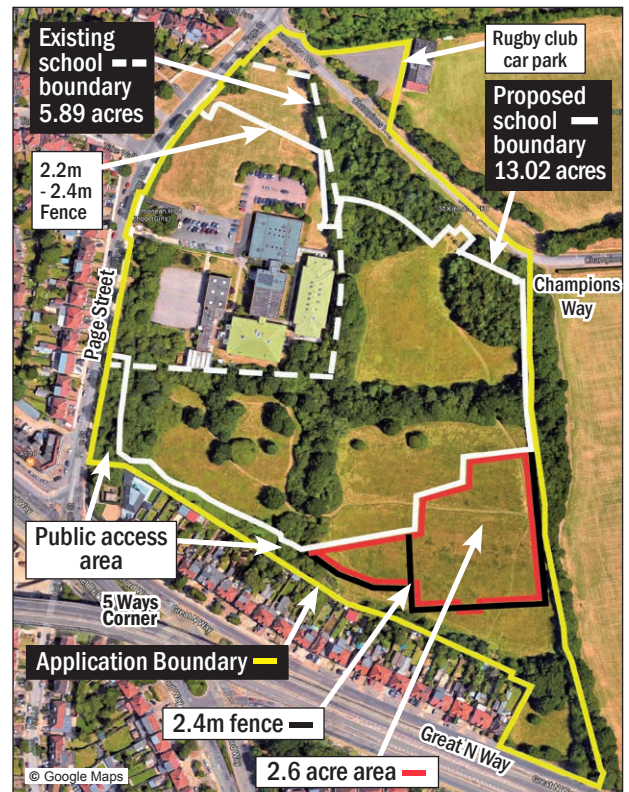 Existing
school
boundary
5.89 acres
Rugby club
car park
Proposed
school
boundary
13.02 acres
2.2m
- 2.4m
Fence
Page Street
Champions
Way
Public access
area
5 Ways
Corner
Great N Way
Application Boundary
2.4m fence
Great N Way
2.6 acre area
© Google Maps